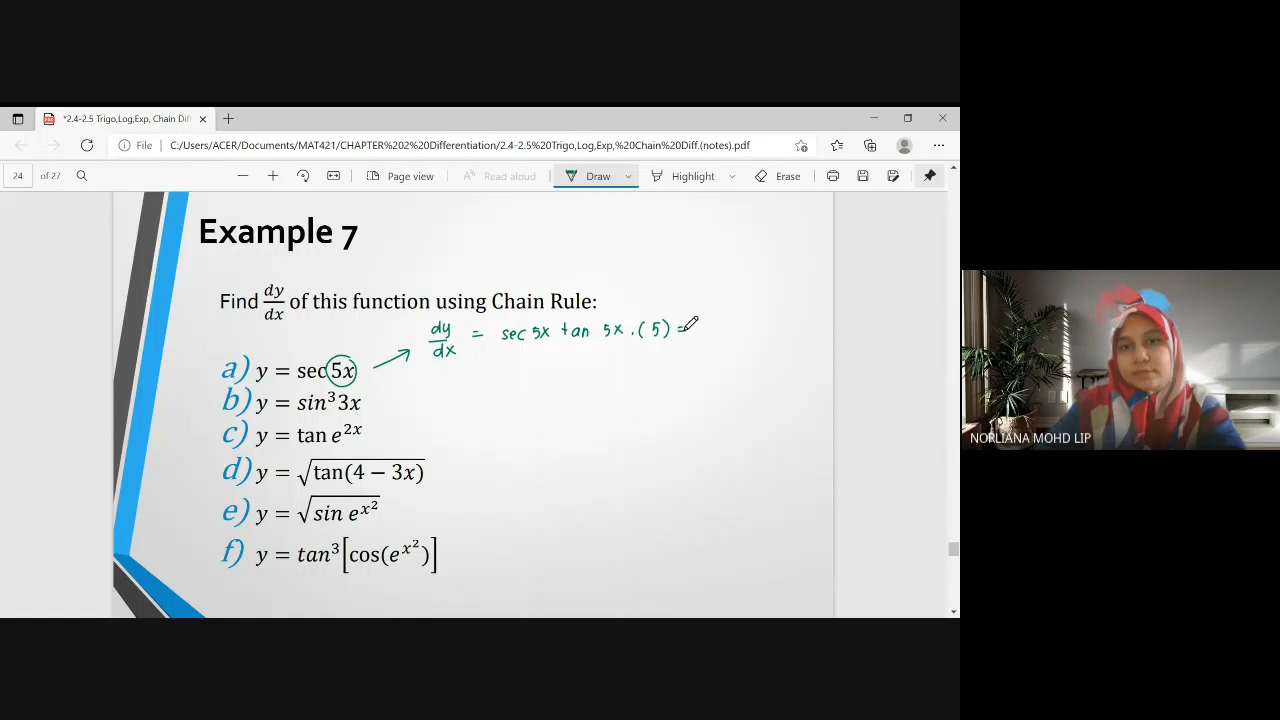 *2.4-2.5 Trigo,Log,Exp, Chain Diff
File C:/Users/ACER/Documents/MAT421/CHAPTER%202%20Differentiation/2.4-2.5%20Trigo,Log,Exp,%20Chain%20Diff.(notes).pdf
24 of 27 Page view Read aloud Draw Highlight Erase
Example 7
Find dy/dx of this function using Chain Rule:
dy/dx = sec 5x tan 5x . (5) =
a) y = sec 5x
b) y = sin³3x
c) y = tan e^{2x}
d) y = √(tan(4 − 3x))
e) y = √(sin e^{x²})
f) y = tan³[cos(e^{x²})]
NORLIANA MOHD LIP